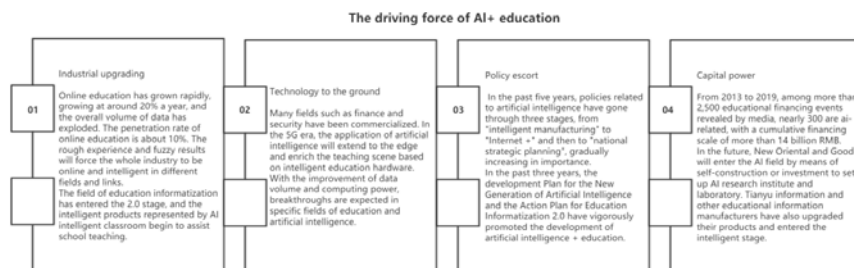 The driving force of AI+ education
01
Industrial upgrading
Online education has grown rapidly,
growing at around 20% a year, and
the overall volume of data has
exploded. The penetration rate of
online education is about 10%. The
rough experience and fuzzy results
will force the whole industry to be
online and intelligent in different
fields and links.
The field of education informatization
has entered the 2.0 stage, and the
intelligent products represented by AI
intelligent classroom begin to assist
school teaching.
02
Technology to the ground
Many fields such as finance and
security have been commercialized. In
the 5G era, the application of artificial
intelligence will extend to the edge
and enrich the teaching scene based
on intelligent education hardware.
With the improvement of data
volume and computing power,
breakthroughs are expected in
specific fields of education and
artificial intelligence.
03
Policy escort
In the past five years, policies related
to artificial intelligence have gone
through three stages, from
"intelligent manufacturing" to
"Internet +" and then to "national
strategic planning", gradually
increasing in importance.
In the past three years, the
development Plan for the New
Generation of Artificial Intelligence
and the Action Plan for Education
Informatization 2.0 have vigorously
promoted the development of
artificial intelligence + education.
04
Capital power
From 2013 to 2019, among more than
2,500 educational financing events
revealed by media, nearly 300 are ai-
related, with a cumulative financing
scale of more than 14 billion RMB.
In the future, New Oriental and Good
will enter the AI field by means of
self-construction or investment to set
up AI research institute and
laboratory. Tianyu information and
other educational information
manufacturers have also upgraded
their products and entered the
intelligent stage.